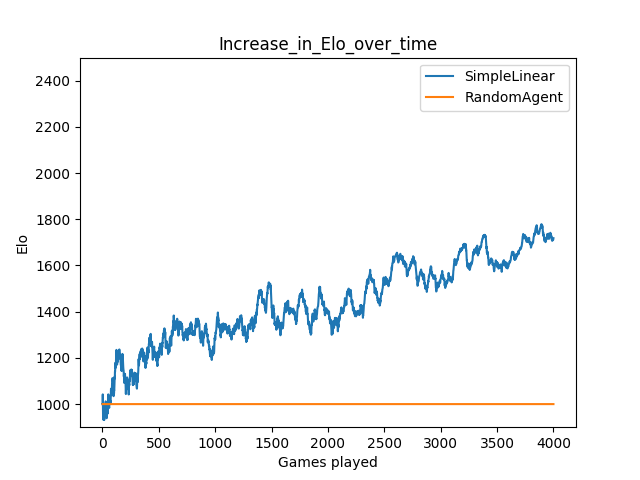 Increase_in_Elo_over_time
SimpleLinear
RandomAgent
2400
2200
2000
1800
1600
1400
1200
1000
Elo
0 500 1000 1500 2000 2500 3000 3500 4000
Games played